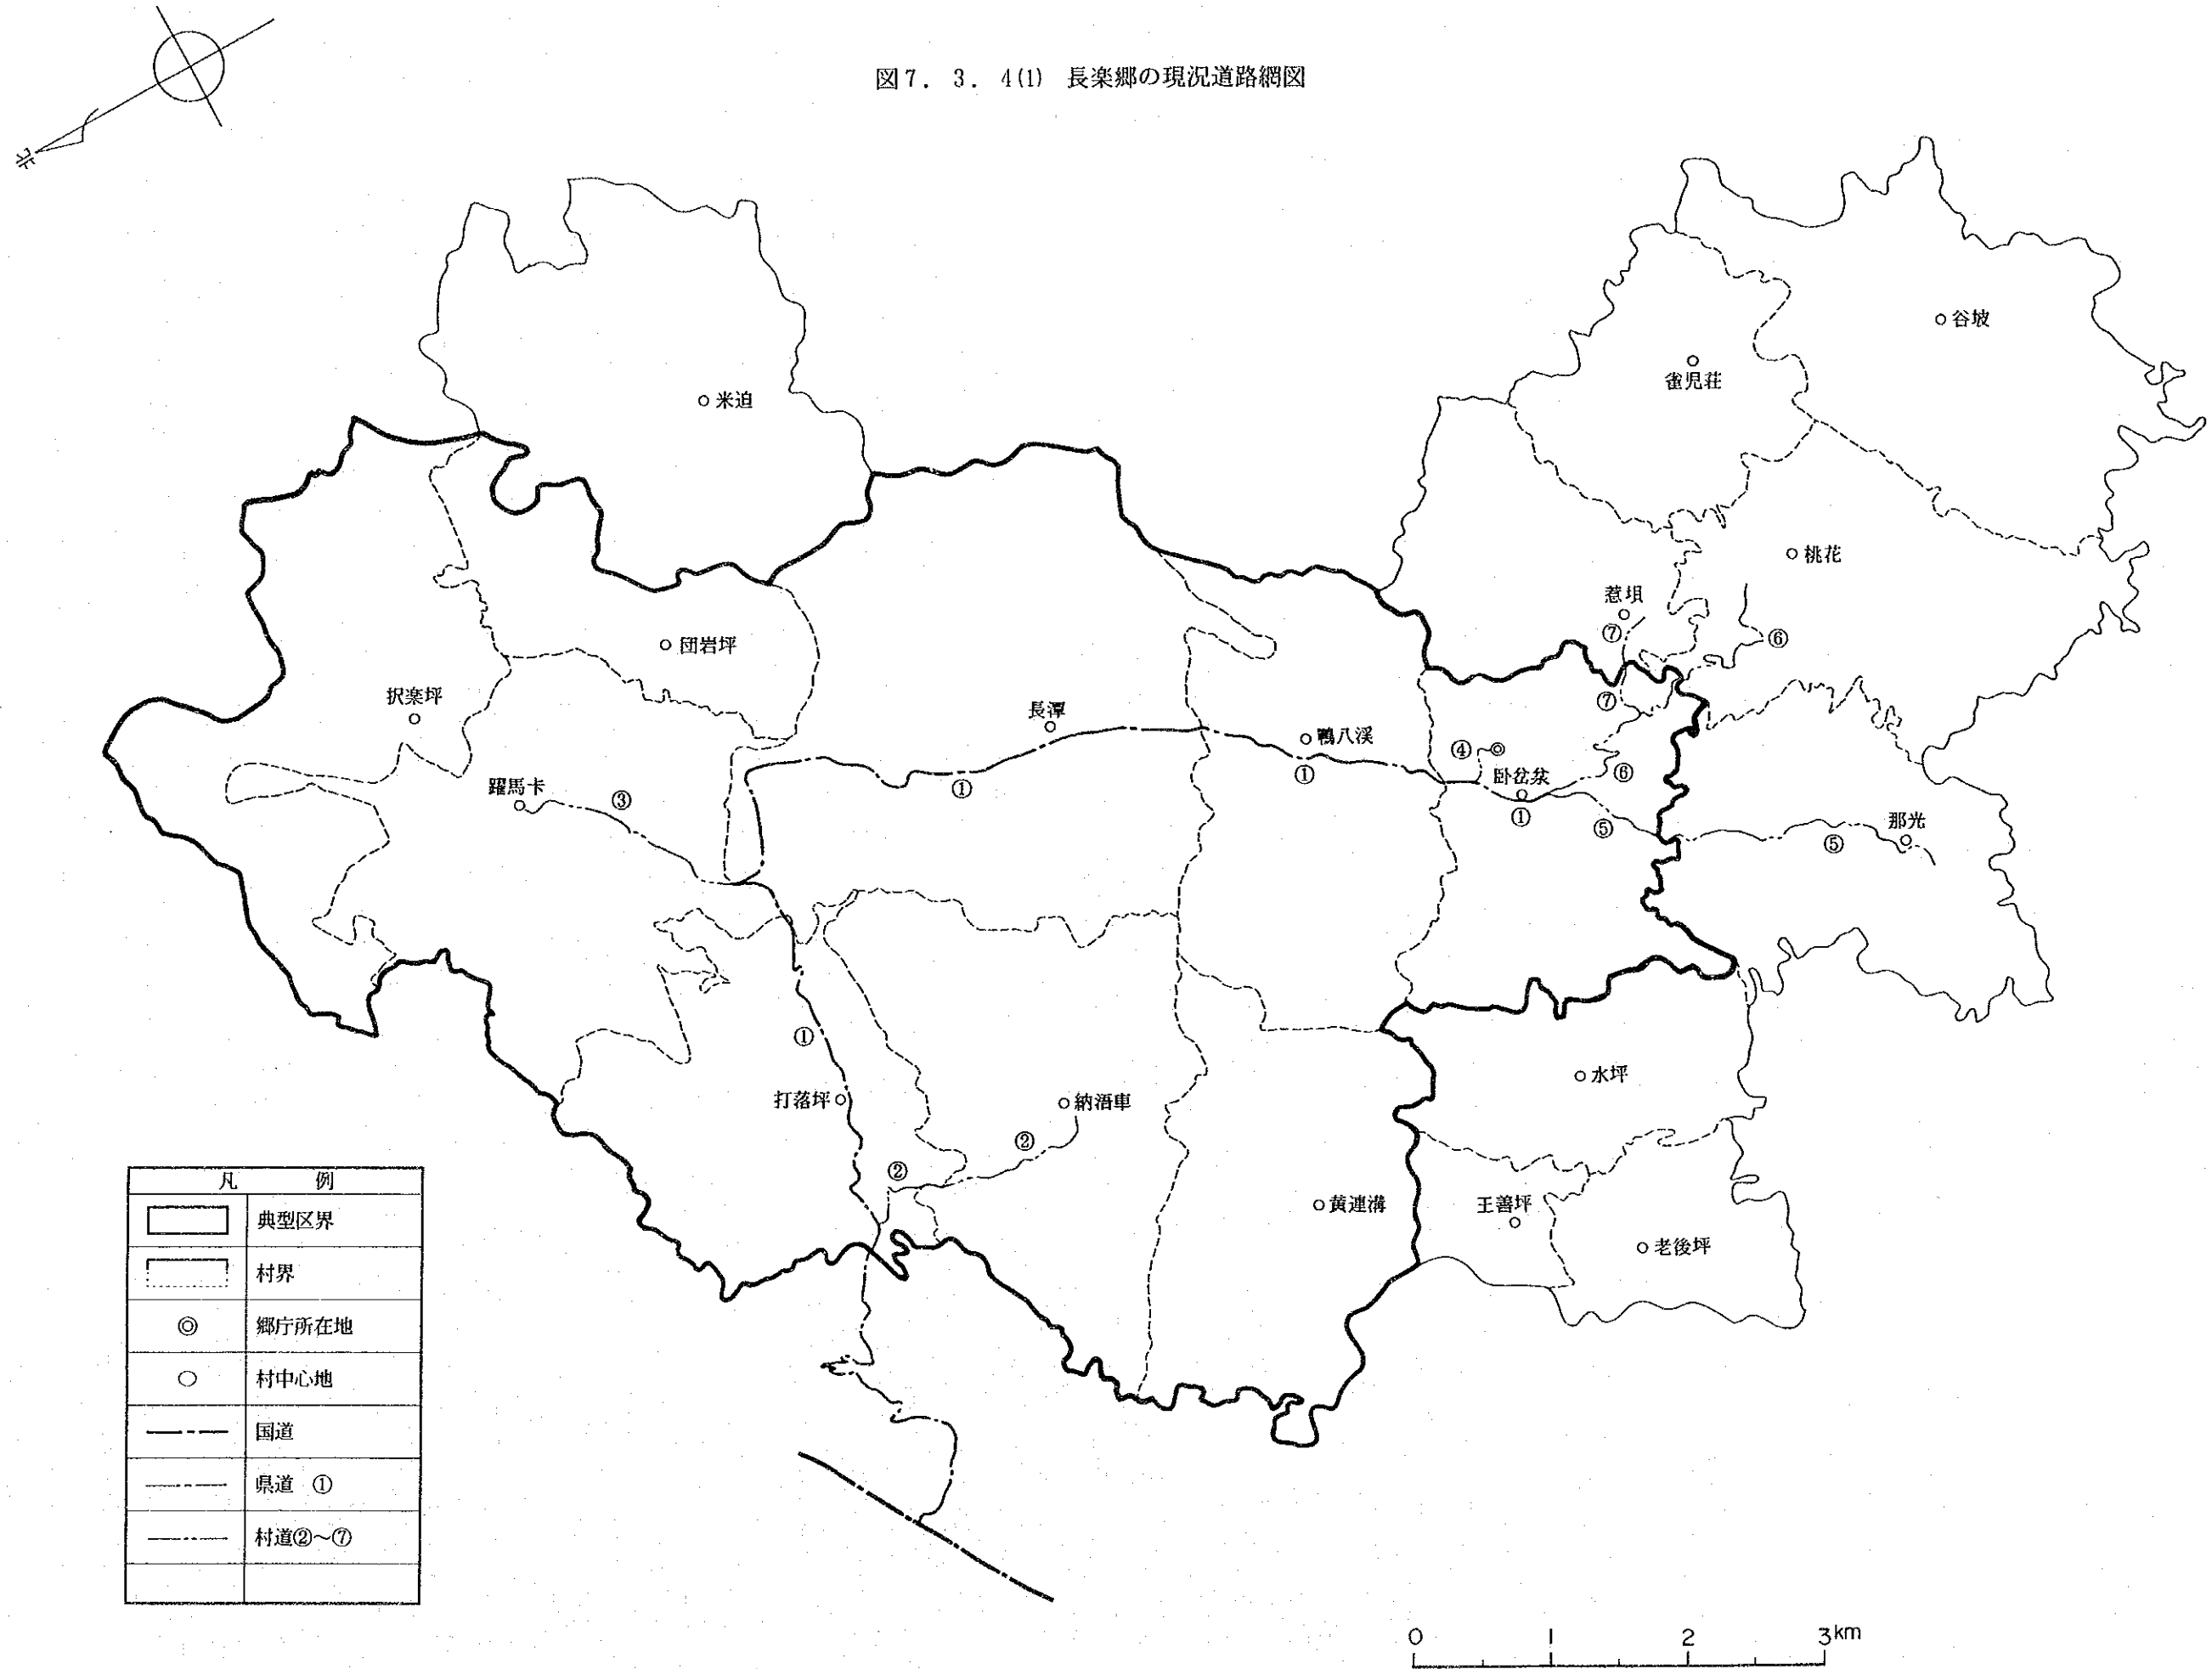 図7. 3. 4(1) 長楽郷の現況道路網図
北
谷坡
雀児荘
米迫
桃花
惹垻
⑦
⑥
団岩坪
択楽坪
⑦
長潭
鴨八渓
④
躍馬卡
③
①
①
卧岔岔
⑥
①
⑤
那光
⑤
①
水坪
打落坪
納湣車
②
②
黄連溝
王善坪
老後坪
凡 例
典型区界
村界
郷庁所在地
村中心地
国道
県道 ①
村道②〜⑦
0 1 2 3km